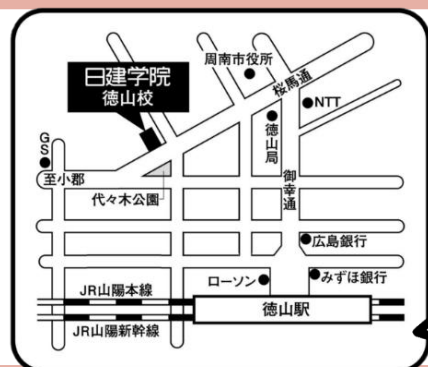 周南市役所
日建学院
徳山校
桜馬通
NTT
徳山局
GS
至小郡
代々木公園
御幸通
広島銀行
ローソン
みずほ銀行
JR山陽本線
徳山駅
JR山陽新幹線